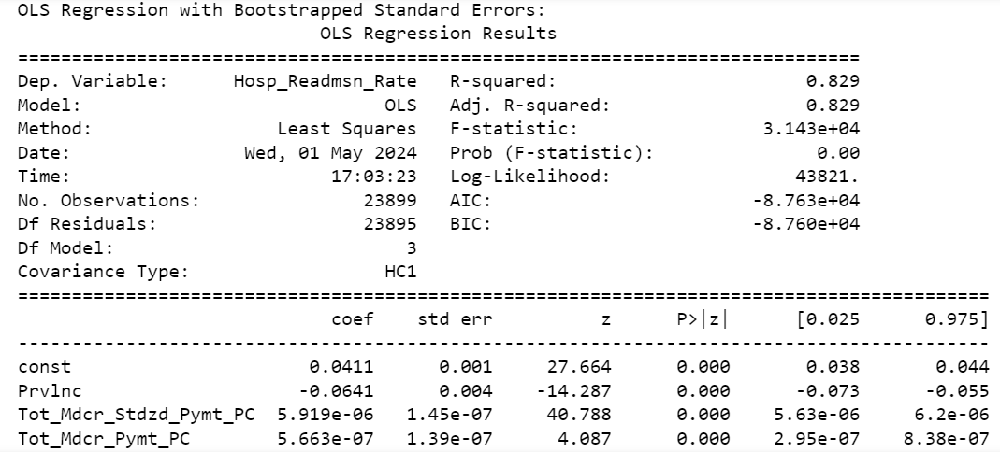 OLS Regression with Bootstrapped Standard Errors:
                            OLS Regression Results
==============================================================================
Dep. Variable:      Hosp_Readmsn_Rate   R-squared:                       0.829
Model:                            OLS   Adj. R-squared:                  0.829
Method:                 Least Squares   F-statistic:                 3.143e+04
Date:                Wed, 01 May 2024   Prob (F-statistic):               0.00
Time:                        17:03:23   Log-Likelihood:                 43821.
No. Observations:               23899   AIC:                        -8.763e+04
Df Residuals:                   23895   BIC:                        -8.760e+04
Df Model:                           3
Covariance Type:                  HC1
==========================================================================================
                             coef    std err          z      P>|z|      [0.025      0.975]
------------------------------------------------------------------------------------------
const                      0.0411      0.001     27.664      0.000       0.038       0.044
Prvlnc                    -0.0641      0.004    -14.287      0.000      -0.073      -0.055
Tot_Mdcr_Stdzd_Pymt_PC  5.919e-06   1.45e-07     40.788      0.000    5.63e-06     6.2e-06
Tot_Mdcr_Pymt_PC        5.663e-07   1.39e-07      4.087      0.000    2.95e-07    8.38e-07